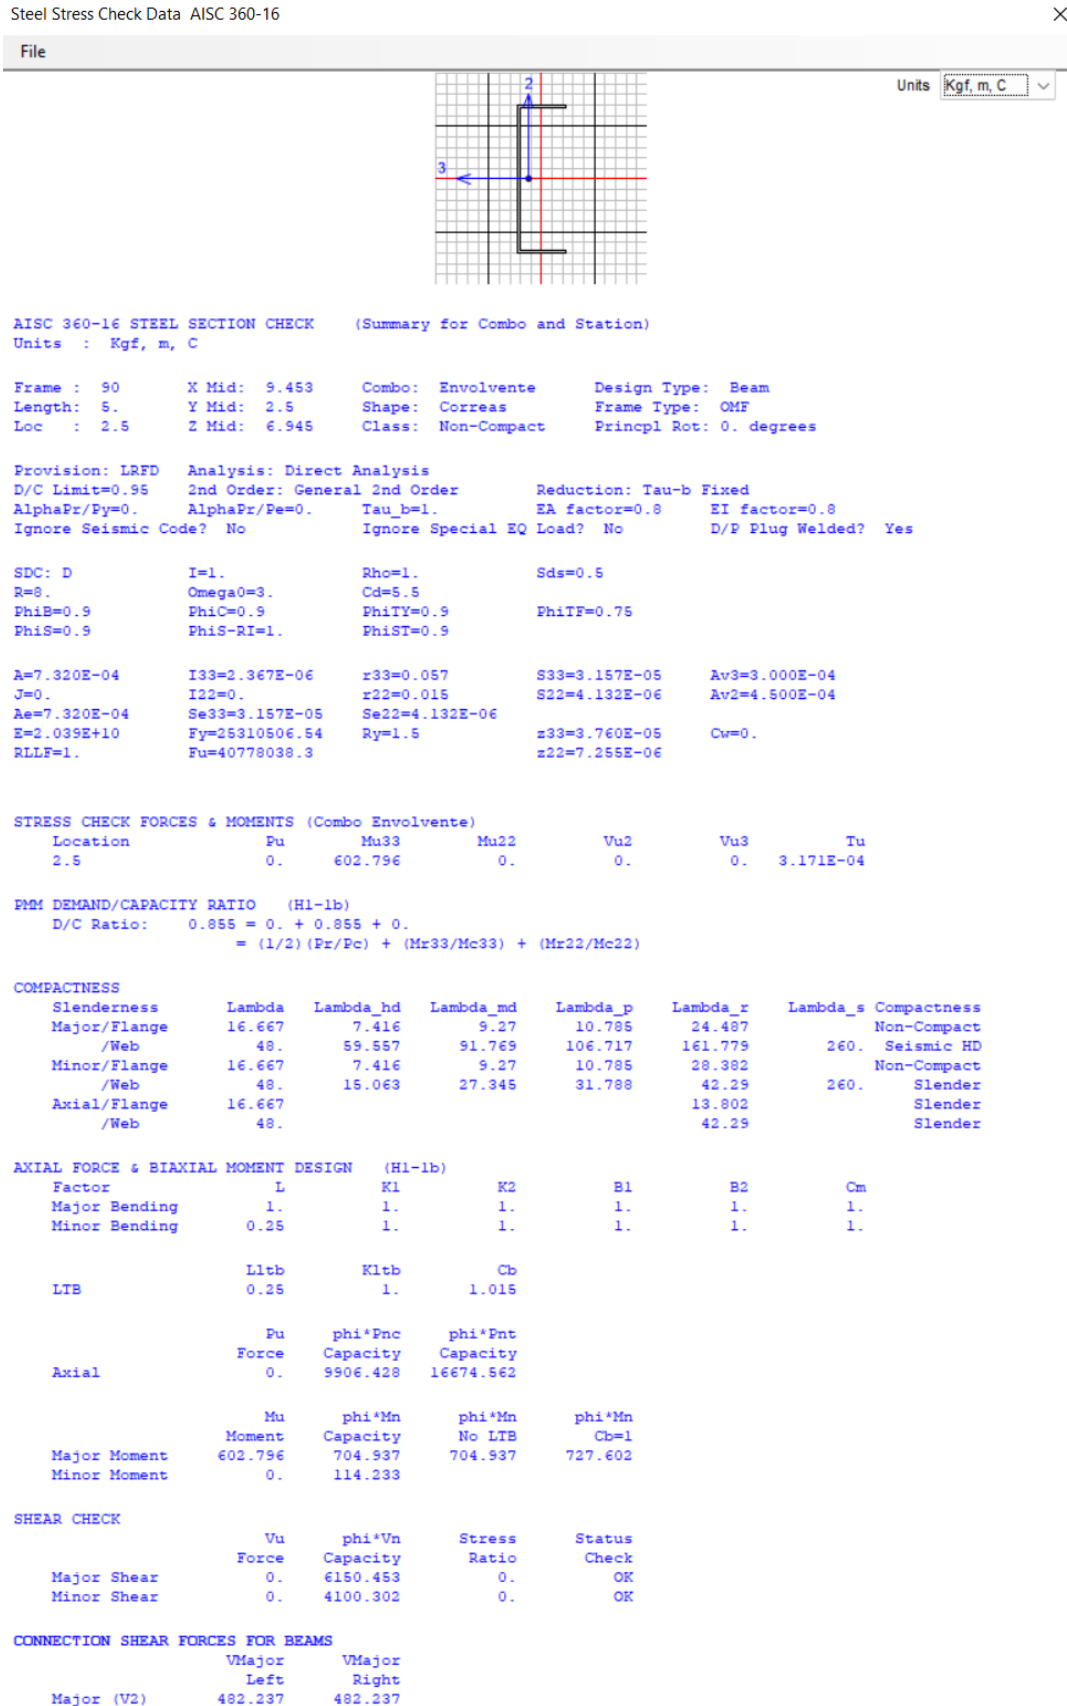 Steel Stress Check Data  AISC 360-16
File
Units  Kgf, m, C
2
3
AISC 360-16 STEEL SECTION CHECK    (Summary for Combo and Station)
Units  :  Kgf, m, C
Frame :  90       X Mid:  9.453     Combo:  Envolvente      Design Type:  Beam
Length:  5.       Y Mid:  2.5       Shape:  Correas         Frame Type:  OMF
Loc   :  2.5      Z Mid:  6.945     Class:  Non-Compact     Princpl Rot: 0. degrees
Provision: LRFD   Analysis: Direct Analysis
D/C Limit=0.95    2nd Order: General 2nd Order        Reduction: Tau-b Fixed
AlphaPr/Py=0.     AlphaPr/Pe=0.     Tau_b=1.          EA factor=0.8     EI factor=0.8
Ignore Seismic Code?  No            Ignore Special EQ Load?  No         D/P Plug Welded?  Yes
SDC: D            I=1.              Rho=1.            Sds=0.5
R=8.              Omega0=3.         Cd=5.5
PhiB=0.9          PhiC=0.9          PhiTY=0.9         PhiTF=0.75
PhiS=0.9          PhiS-RI=1.        PhiST=0.9
A=7.320E-04       I33=2.367E-06     r33=0.057         S33=3.157E-05     Av3=3.000E-04
J=0.              I22=0.            r22=0.015         S22=4.132E-06     Av2=4.500E-04
Ae=7.320E-04      Se33=3.157E-05    Se22=4.132E-06
E=2.039E+10       Fy=25310506.54    Ry=1.5            z33=3.760E-05     Cw=0.
RLLF=1.           Fu=40778038.3                       z22=7.255E-06
STRESS CHECK FORCES & MOMENTS (Combo Envolvente)
Location              Pu        Mu33        Mu22         Vu2         Vu3          Tu
2.5                   0.     602.796          0.          0.          0.   3.171E-04
PMM DEMAND/CAPACITY RATIO   (H1-1b)
D/C Ratio:    0.855 = 0. + 0.855 + 0.
= (1/2)(Pr/Pc) + (Mr33/Mc33) + (Mr22/Mc22)
COMPACTNESS
Slenderness       Lambda   Lambda_hd   Lambda_md    Lambda_p    Lambda_r    Lambda_s Compactness
Major/Flange      16.667       7.416        9.27      10.785      24.487             Non-Compact
/Web         48.      59.557      91.769     106.717     161.779        260.  Seismic HD
Minor/Flange      16.667       7.416        9.27      10.785      28.382             Non-Compact
/Web         48.      15.063      27.345      31.788       42.29        260.     Slender
Axial/Flange      16.667                                              13.802                 Slender
/Web         48.                                               42.29                 Slender
AXIAL FORCE & BIAXIAL MOMENT DESIGN   (H1-1b)
Factor                 L          K1          K2          B1          B2          Cm
Major Bending         1.          1.          1.          1.          1.          1.
Minor Bending       0.25          1.          1.          1.          1.          1.
Lltb        Kltb          Cb
LTB                 0.25          1.       1.015
Pu     phi*Pnc     phi*Pnt
Force    Capacity    Capacity
Axial                 0.    9906.428   16674.562
Mu      phi*Mn      phi*Mn      phi*Mn
Moment    Capacity      No LTB        Cb=1
Major Moment     602.796     704.937     704.937     727.602
Minor Moment          0.     114.233
SHEAR CHECK
Vu      phi*Vn      Stress      Status
Force    Capacity       Ratio       Check
Major Shear           0.    6150.453          0.          OK
Minor Shear           0.    4100.302          0.          OK
CONNECTION SHEAR FORCES FOR BEAMS
VMajor      VMajor
Left       Right
Major (V2)       482.237     482.237